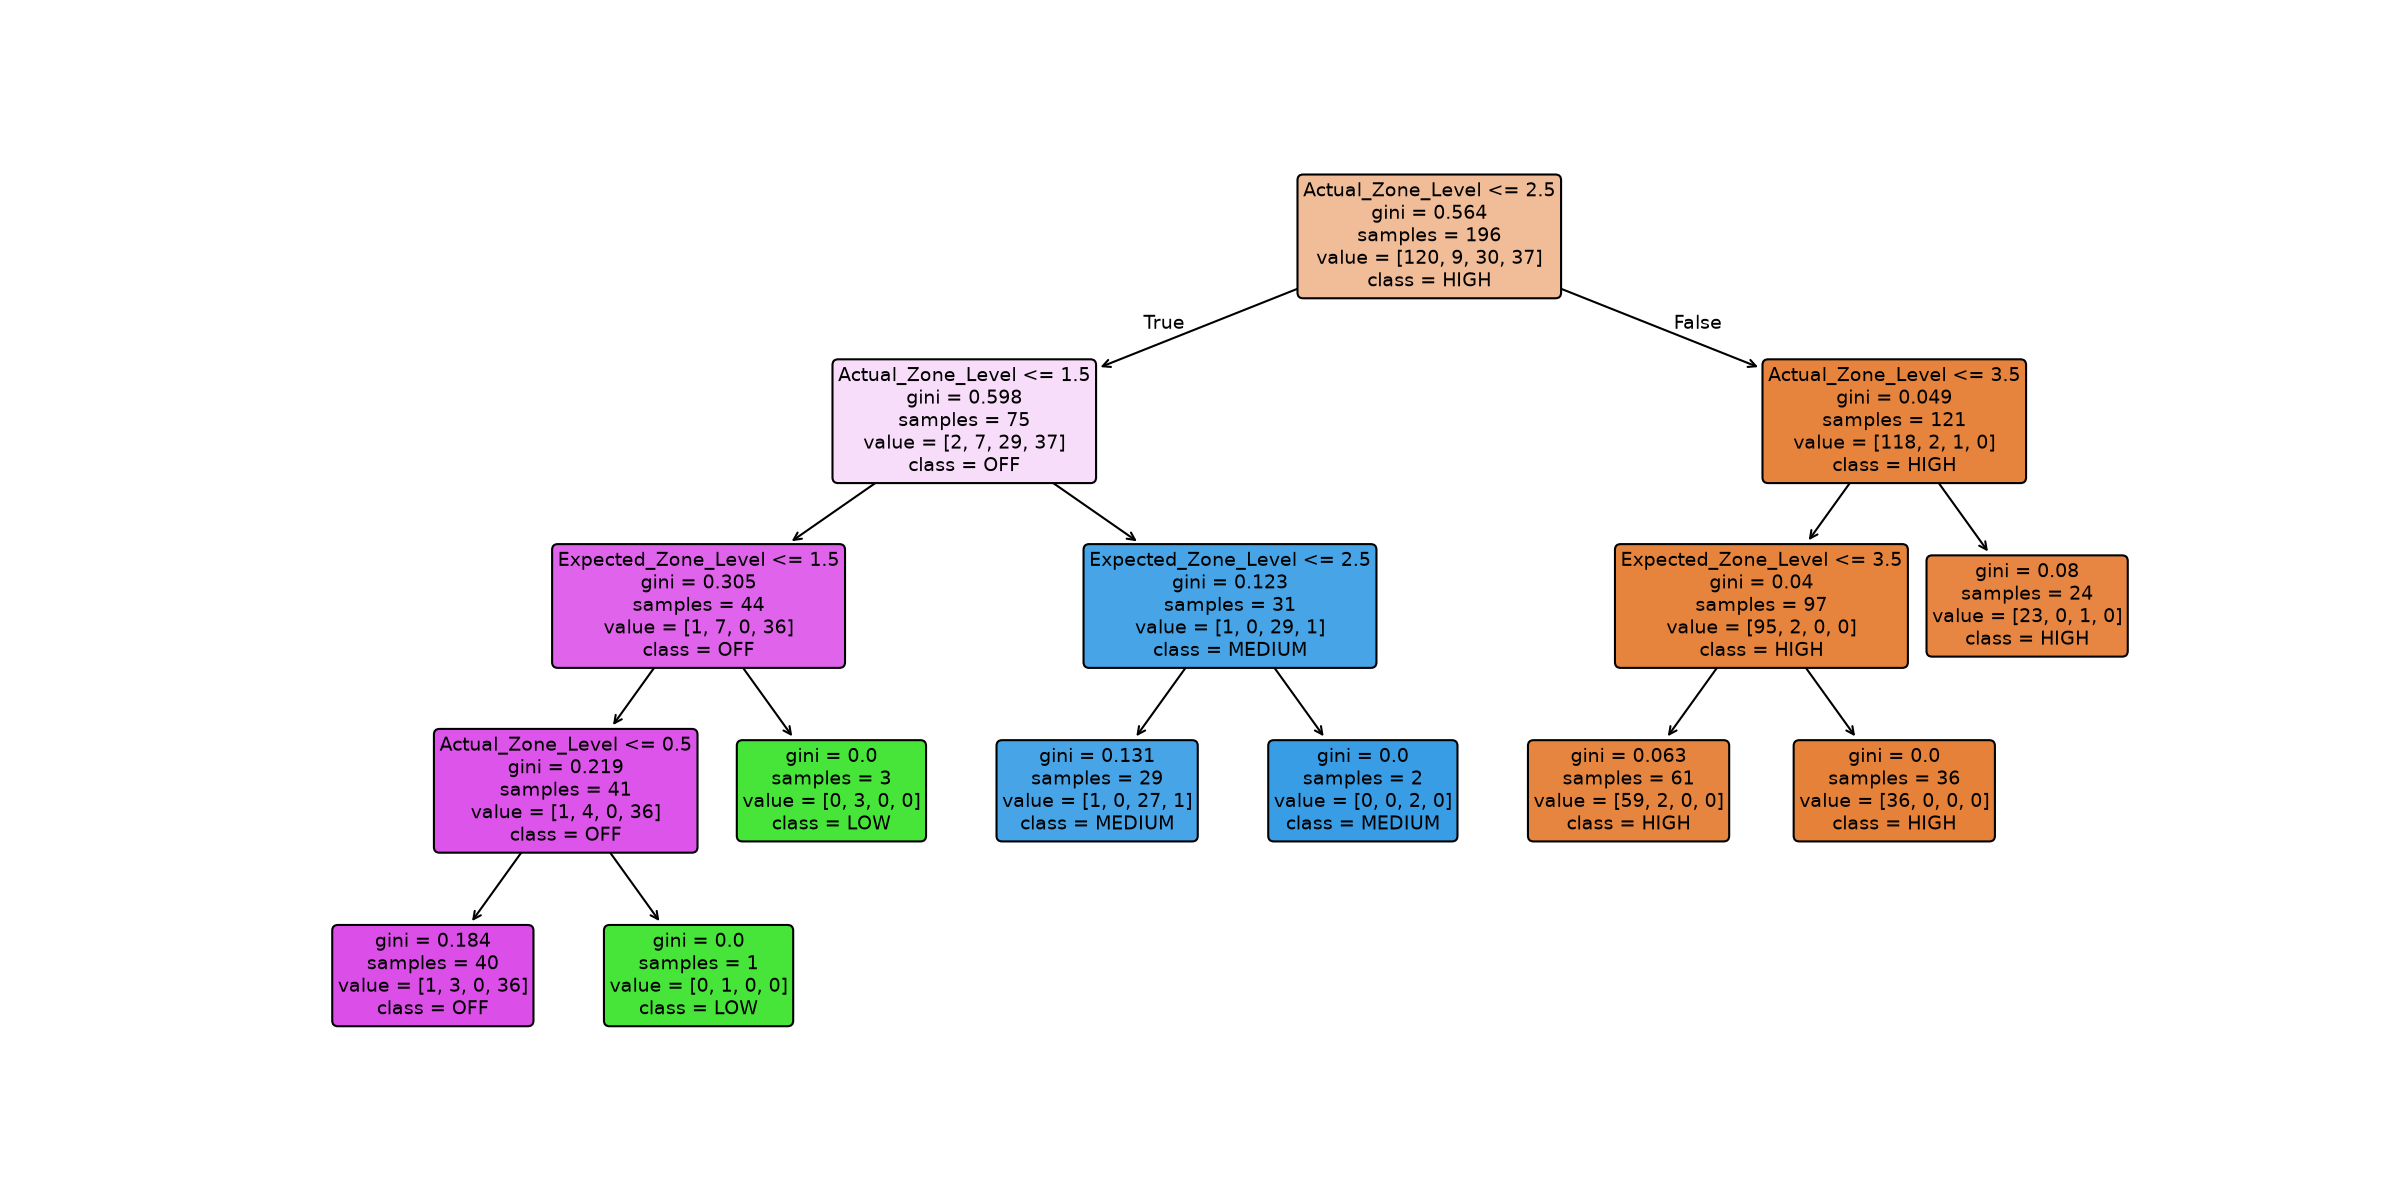 Actual_Zone_Level <= 2.5
gini = 0.564
samples = 196
value = [120, 9, 30, 37]
class = HIGH
True
False
Actual_Zone_Level <= 1.5
gini = 0.598
samples = 75
value = [2, 7, 29, 37]
class = OFF
Actual_Zone_Level <= 3.5
gini = 0.049
samples = 121
value = [118, 2, 1, 0]
class = HIGH
Expected_Zone_Level <= 1.5
gini = 0.305
samples = 44
value = [1, 7, 0, 36]
class = OFF
Expected_Zone_Level <= 2.5
gini = 0.123
samples = 31
value = [1, 0, 29, 1]
class = MEDIUM
Expected_Zone_Level <= 3.5
gini = 0.04
samples = 97
value = [95, 2, 0, 0]
class = HIGH
gini = 0.08
samples = 24
value = [23, 0, 1, 0]
class = HIGH
Actual_Zone_Level <= 0.5
gini = 0.219
samples = 41
value = [1, 4, 0, 36]
class = OFF
gini = 0.0
samples = 3
value = [0, 3, 0, 0]
class = LOW
gini = 0.131
samples = 29
value = [1, 0, 27, 1]
class = MEDIUM
gini = 0.0
samples = 2
value = [0, 0, 2, 0]
class = MEDIUM
gini = 0.063
samples = 61
value = [59, 2, 0, 0]
class = HIGH
gini = 0.0
samples = 36
value = [36, 0, 0, 0]
class = HIGH
gini = 0.184
samples = 40
value = [1, 3, 0, 36]
class = OFF
gini = 0.0
samples = 1
value = [0, 1, 0, 0]
class = LOW